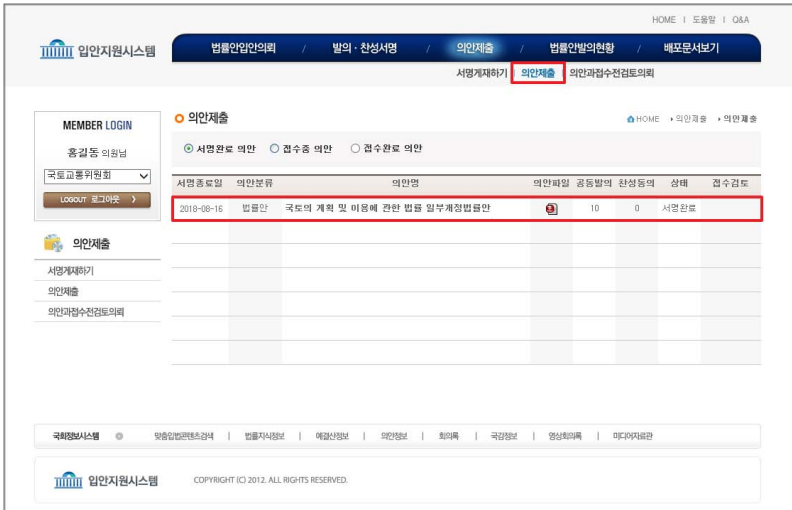 HOME | 도움말 | Q&A
입안지원시스템
법률안입안의뢰 / 발의·찬성서명 / 의안제출 / 법률안발의현황 / 배포문서보기
서명게재하기 | 의안제출 | 의안과접수전검토의뢰
MEMBER LOGIN
홍길동 의원님
국토교통위원회
LOGOUT 로그아웃 >
의안제출
서명게재하기
의안제출
의안과접수전검토의뢰
의안제출
HOME ▸ 의안제출 ▸ 의안제출
서명완료 의안 접수중 의안 접수완료 의안
서명종료일 의안분류 의안명 의안파일 공동발의 찬성동의 상태 접수검토
2018-08-16 법률안 국토의 계획 및 이용에 관한 법률 일부개정법률안 10 0 서명완료
국회정보시스템 맞춤입법콘텐츠검색 | 법률지식정보 | 예결산정보 | 의안정보 | 회의록 | 국감정보 | 영상회의록 | 미디어자료관
입안지원시스템
COPYRIGHT (C) 2012. ALL RIGHTS RESERVED.